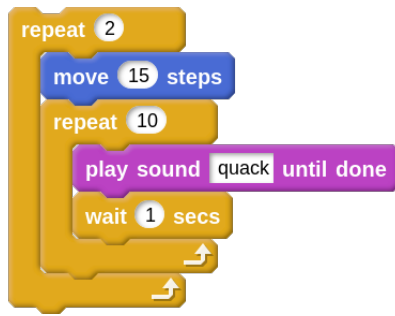 repeat 2
move 15 steps
repeat 10
play sound quack until done
wait 1 secs